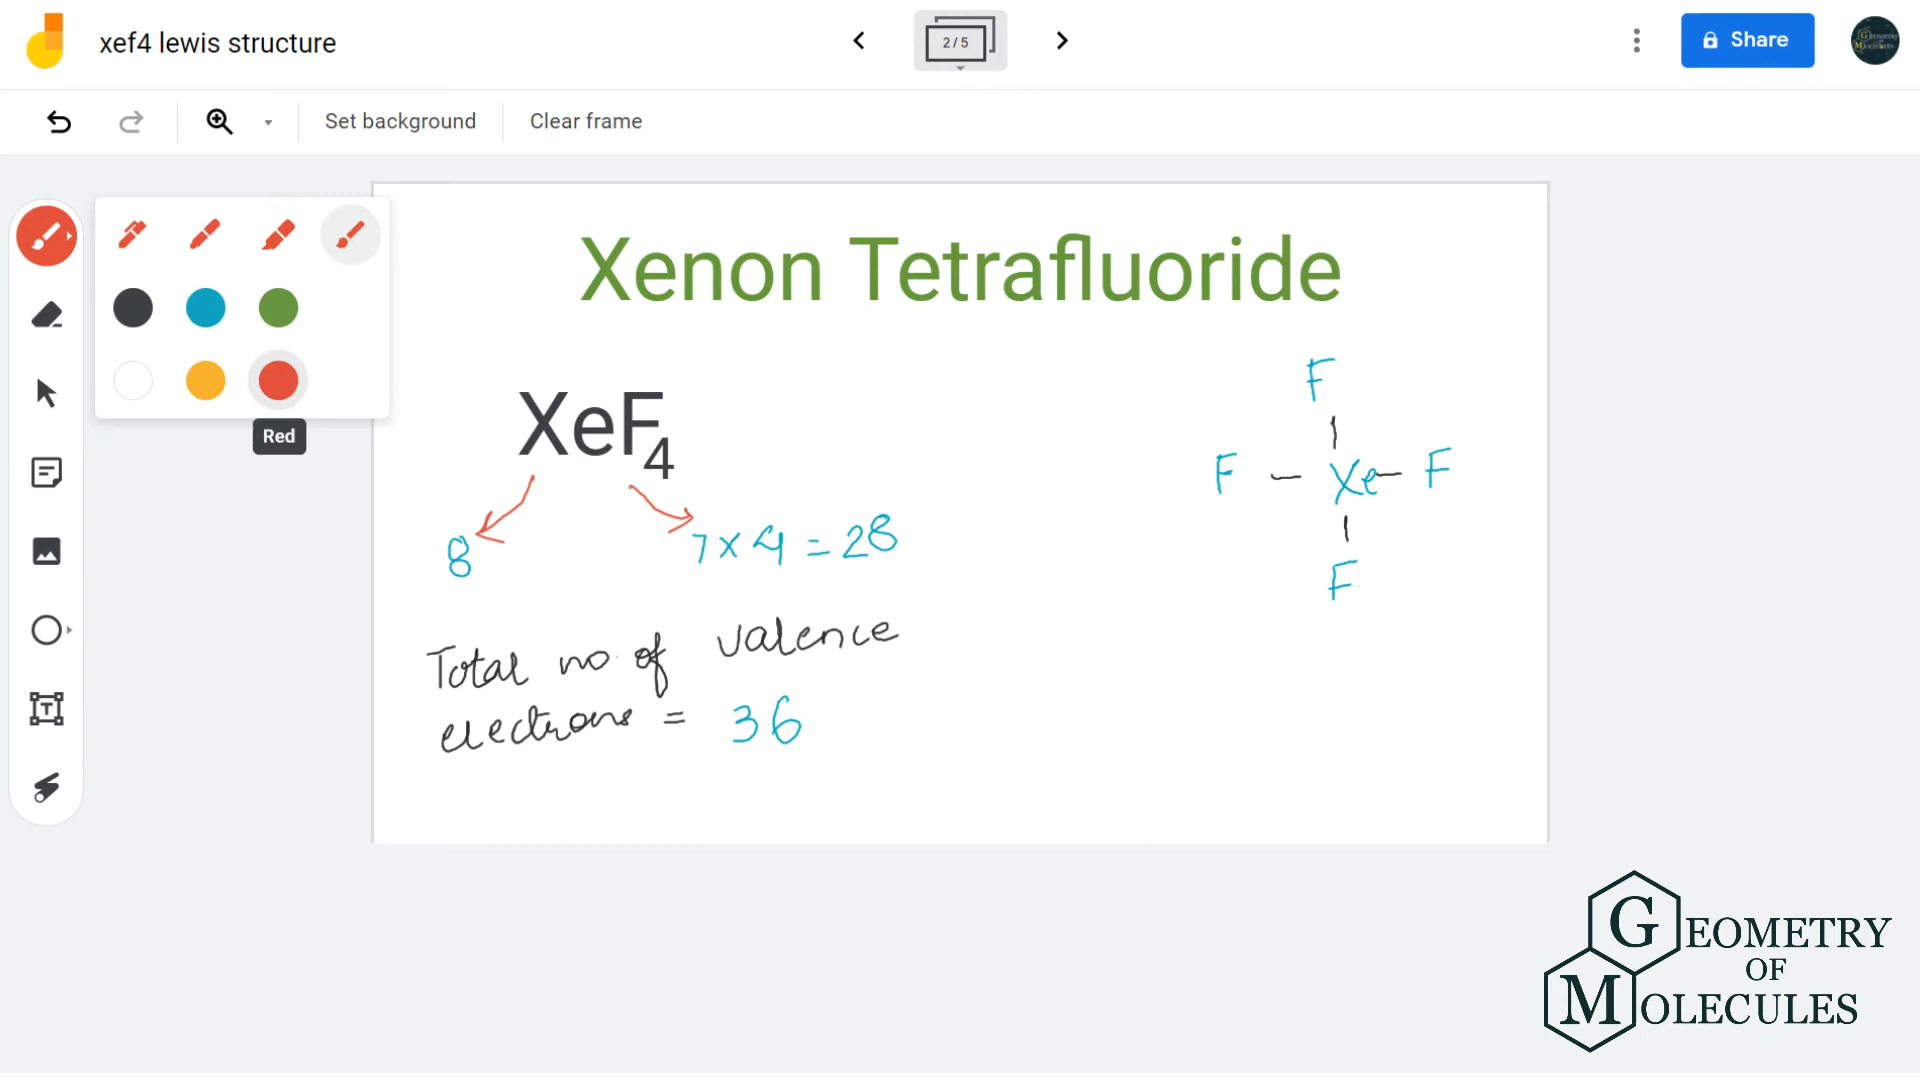 xef4 lewis structure
2 / 5
Share
Set background
Clear frame
Red
Xenon Tetrafluoride
XeF4
8
7 x 4 = 28
Total no. of valence
electrons = 36
F
F - Xe - F
F
GEOMETRY
OF
MOLECULES